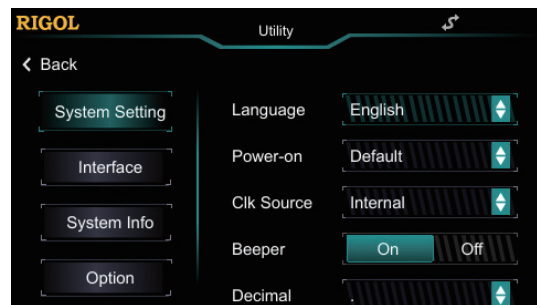 RIGOL
Utility
Back
System Setting
Interface
System Info
Option
Language English
Power-on Default
Clk Source Internal
Beeper On Off
Decimal .